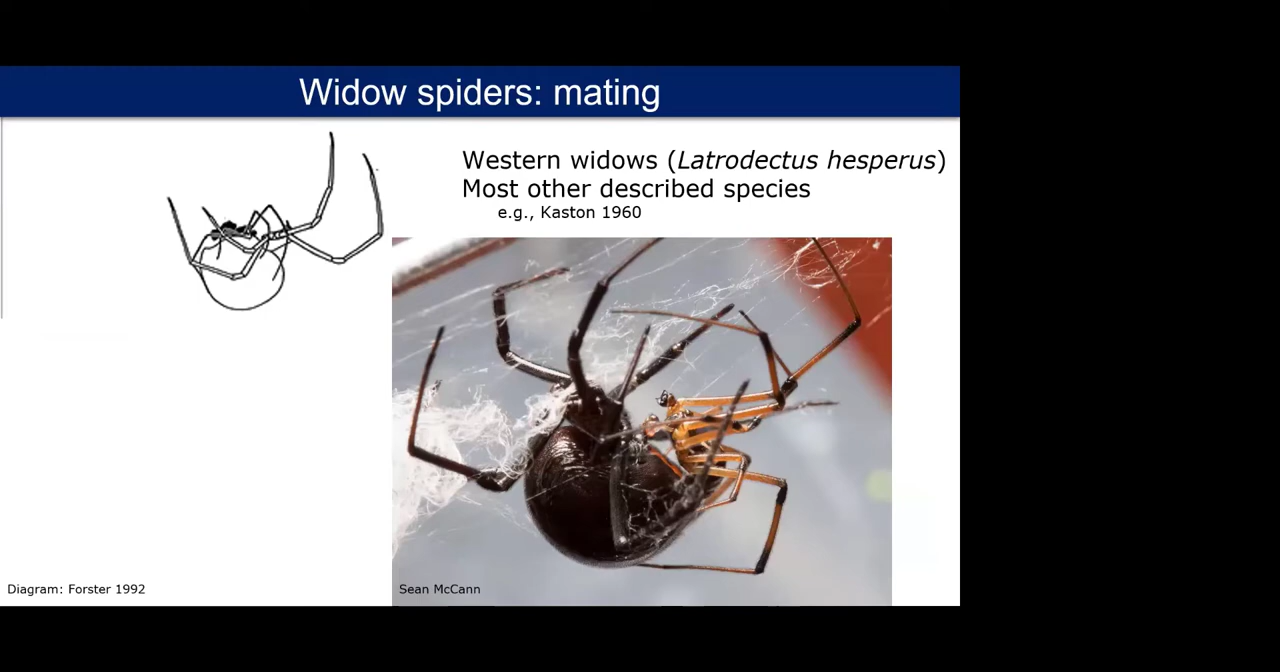 Widow spiders: mating
Western widows (Latrodectus hesperus)
Most other described species
e.g., Kaston 1960
Diagram: Forster 1992
Sean McCann